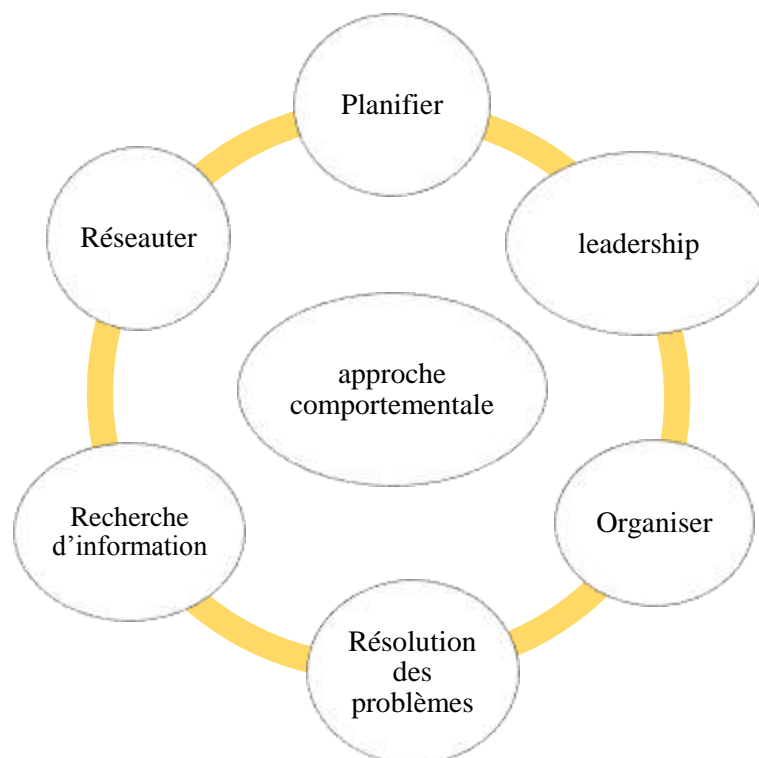 Planifier
leadership
Organiser
Résolution
des
problèmes
Recherche
d’information
Réseauter
approche
comportementale